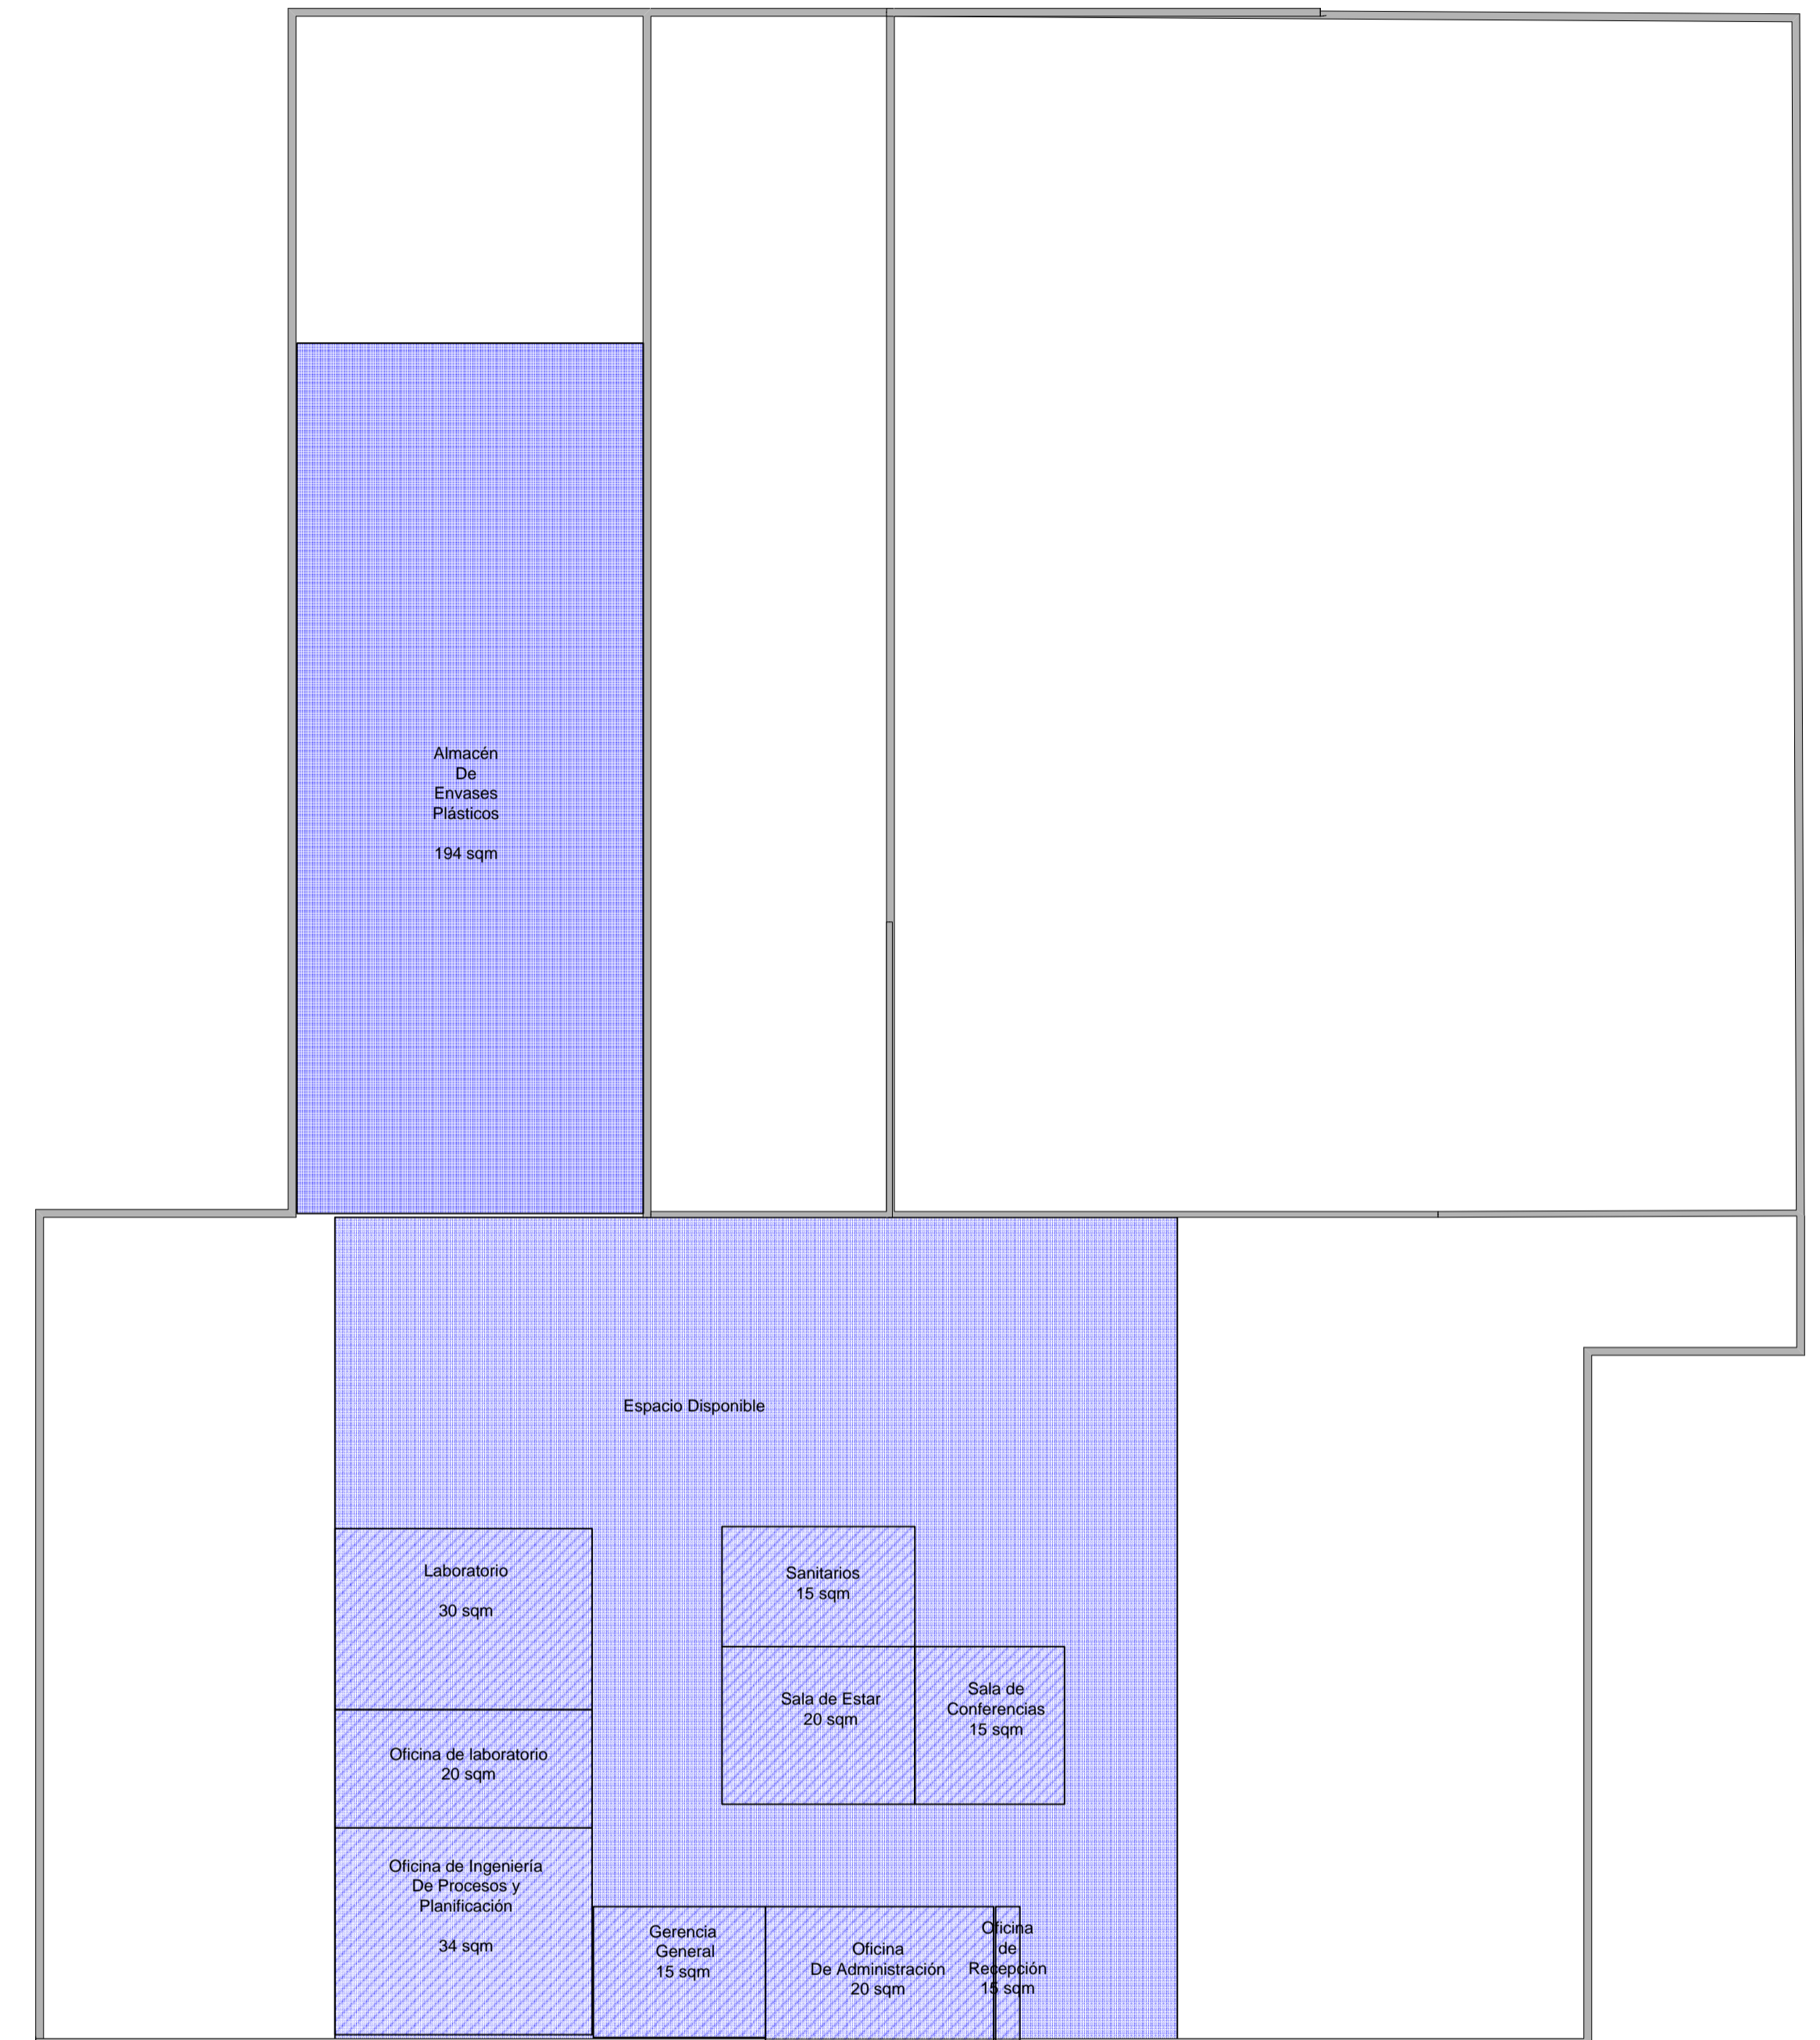 Almacén
De
Envases
Plásticos
194 sqm
Espacio Disponible
Laboratorio
30 sqm
Sanitarios
15 sqm
Sala de Estar
20 sqm
Sala de
Conferencias
15 sqm
Oficina de laboratorio
20 sqm
Oficina de Ingeniería
De Procesos y
Planificación
34 sqm
Gerencia
General
15 sqm
Oficina
De Administración
20 sqm
Oficina
de
Recepción
15 sqm